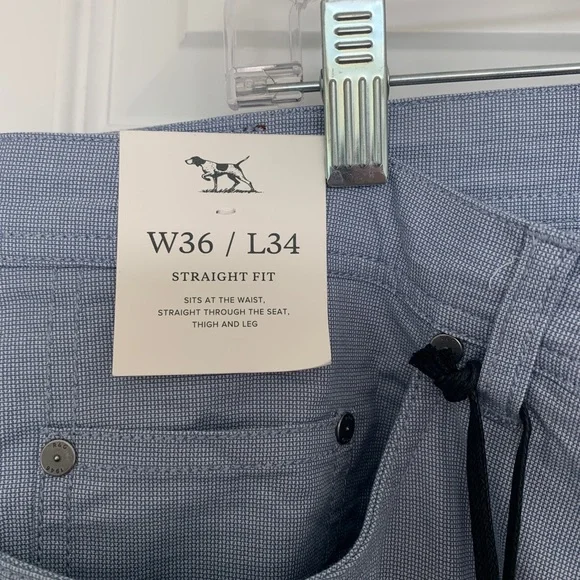 W36 / L34
STRAIGHT FIT
SITS AT THE WAIST,
STRAIGHT THROUGH THE SEAT,
THIGH AND LEG